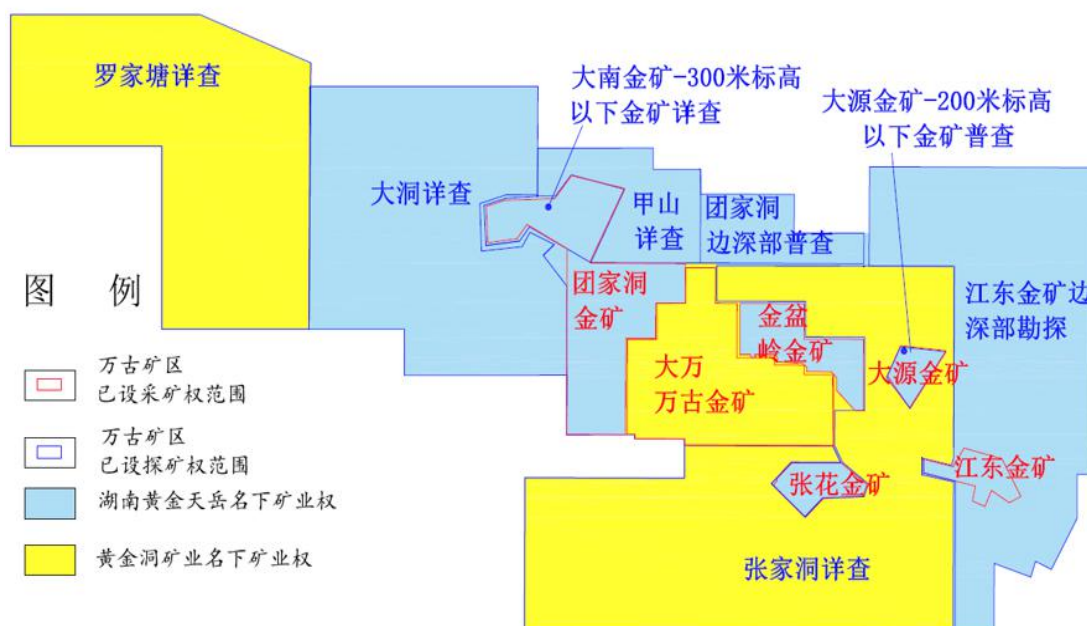 罗家塘详查
大南金矿-300米标高
以下金矿详查
大源金矿-200米标高
以下金矿普查
大洞详查
甲山
详查
团家洞
边深部普查
团家洞
金矿
金盆
岭金矿
江东金矿边
深部勘探
大万
万古金矿
大源金矿
张花金矿
江东金矿
张家洞详查
图 例
万古矿区
已设采矿权范围
万古矿区
已设探矿权范围
湖南黄金天岳名下矿业权
黄金洞矿业名下矿业权